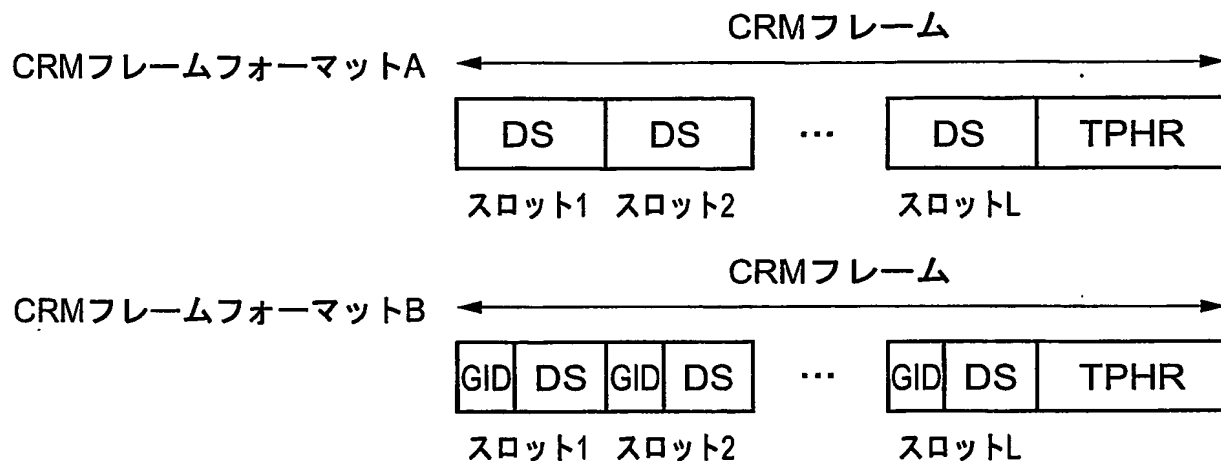 CRMフレーム
CRMフレームフォーマットA
DS DS ... DS TPHR
スロット1 スロット2 スロットL
CRMフレーム
CRMフレームフォーマットB
GID DS GID DS ... GID DS TPHR
スロット1 スロット2 スロットL